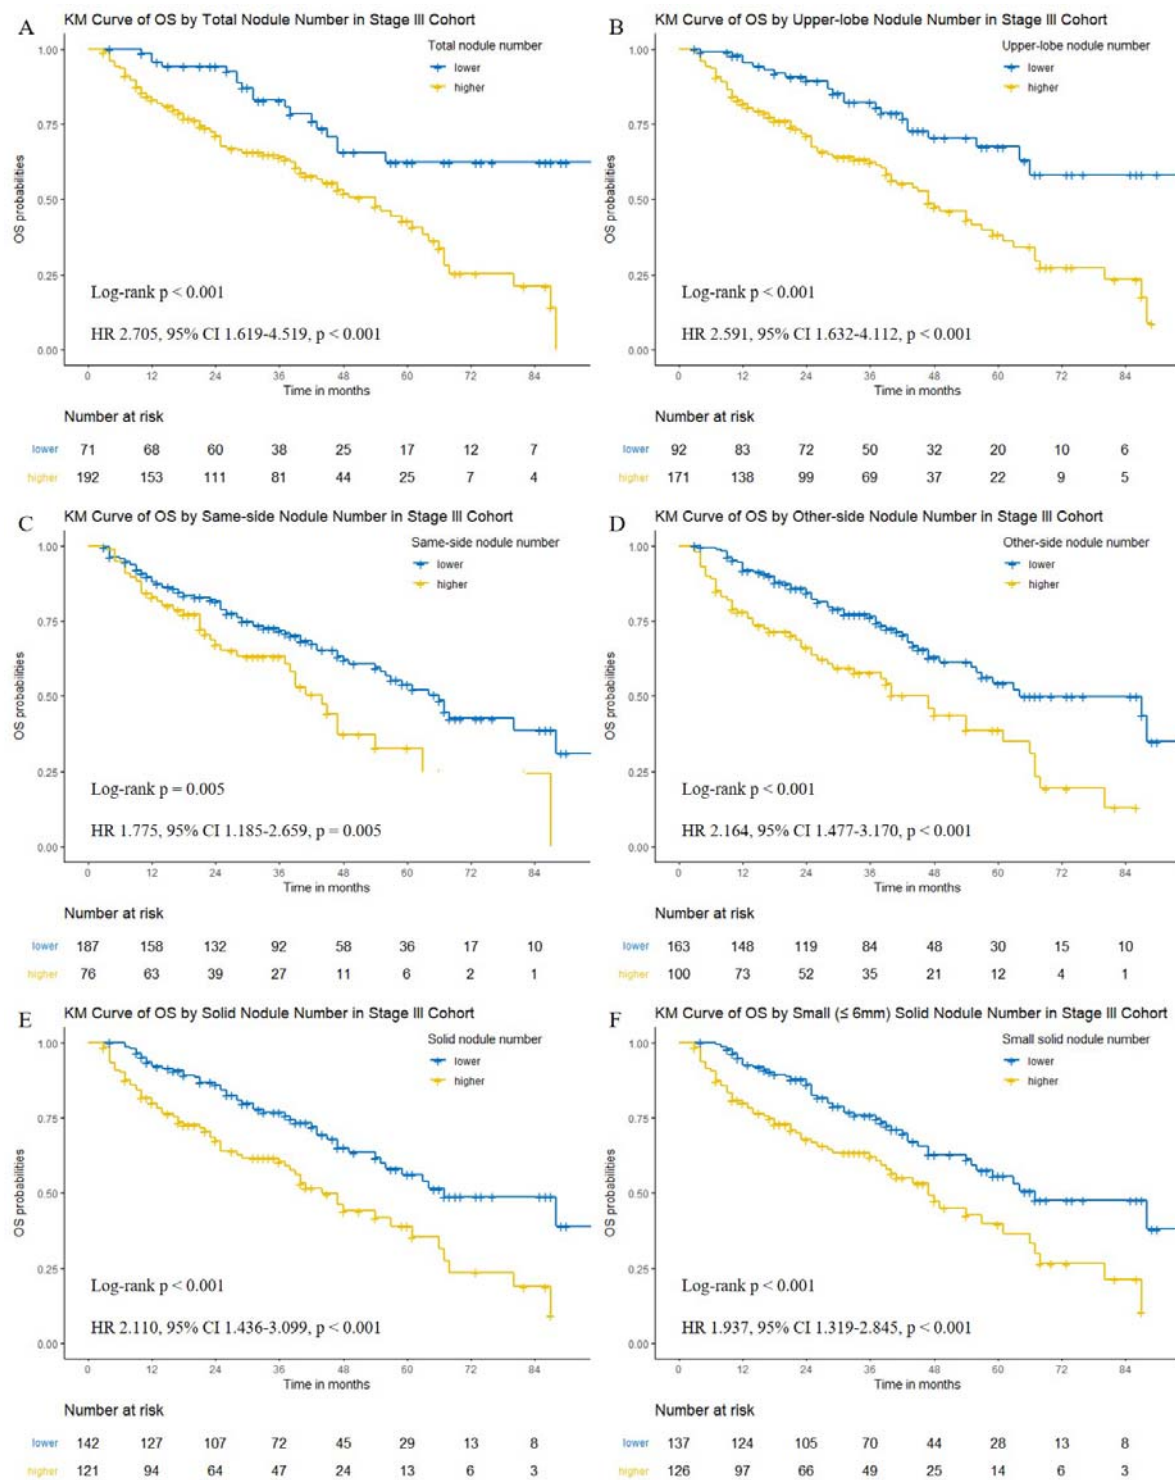 A
KM Curve of OS by Total Nodule Number in Stage III Cohort
Total nodule number
lower
higher
OS probabilities
1.00
0.75
0.50
0.25
0.00
Log-rank p < 0.001
HR 2.705, 95% CI 1.619-4.519, p < 0.001
0 12 24 36 48 60 72 84
Time in months
Number at risk
lower 71 68 60 38 25 17 12 7
higher 192 153 111 81 44 25 7 4
B
KM Curve of OS by Upper-lobe Nodule Number in Stage III Cohort
Upper-lobe nodule number
lower
higher
OS probabilities
1.00
0.75
0.50
0.25
0.00
Log-rank p < 0.001
HR 2.591, 95% CI 1.632-4.112, p < 0.001
0 12 24 36 48 60 72 84
Time in months
Number at risk
lower 92 83 72 50 32 20 10 6
higher 171 138 99 69 37 22 9 5
C
KM Curve of OS by Same-side Nodule Number in Stage III Cohort
Same-side nodule number
lower
higher
OS probabilities
1.00
0.75
0.50
0.25
0.00
Log-rank p = 0.005
HR 1.775, 95% CI 1.185-2.659, p = 0.005
0 12 24 36 48 60 72 84
Time in months
Number at risk
lower 187 158 132 92 58 36 17 10
higher 76 63 39 27 11 6 2 1
D
KM Curve of OS by Other-side Nodule Number in Stage III Cohort
Other-side nodule number
lower
higher
OS probabilities
1.00
0.75
0.50
0.25
0.00
Log-rank p < 0.001
HR 2.164, 95% CI 1.477-3.170, p < 0.001
0 12 24 36 48 60 72 84
Time in months
Number at risk
lower 163 148 119 84 48 30 15 10
higher 100 73 52 35 21 12 4 1
E
KM Curve of OS by Solid Nodule Number in Stage III Cohort
Solid nodule number
lower
higher
OS probabilities
1.00
0.75
0.50
0.25
0.00
Log-rank p < 0.001
HR 2.110, 95% CI 1.436-3.099, p < 0.001
0 12 24 36 48 60 72 84
Time in months
Number at risk
lower 142 127 107 72 45 29 13 8
higher 121 94 64 47 24 13 6 3
F
KM Curve of OS by Small (≤ 6mm) Solid Nodule Number in Stage III Cohort
Small solid nodule number
lower
higher
OS probabilities
1.00
0.75
0.50
0.25
0.00
Log-rank p < 0.001
HR 1.937, 95% CI 1.319-2.845, p < 0.001
0 12 24 36 48 60 72 84
Time in months
Number at risk
lower 137 124 105 70 44 28 13 8
higher 126 97 66 49 25 14 6 3